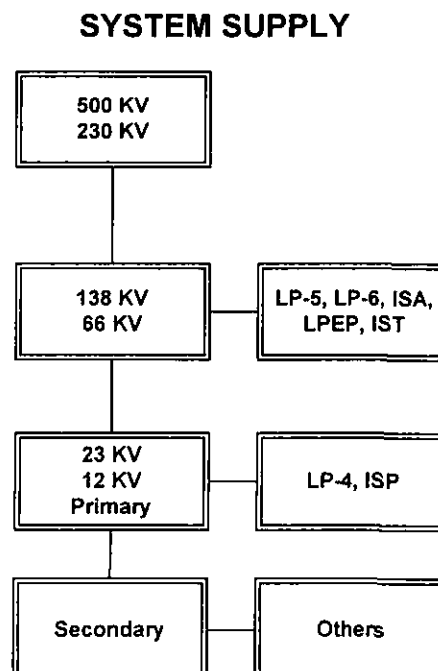 SYSTEM SUPPLY
500 KV
230 KV
138 KV
66 KV
LP-5, LP-6, ISA,
LPEP, IST
23 KV
12 KV
Primary
LP-4, ISP
Secondary
Others